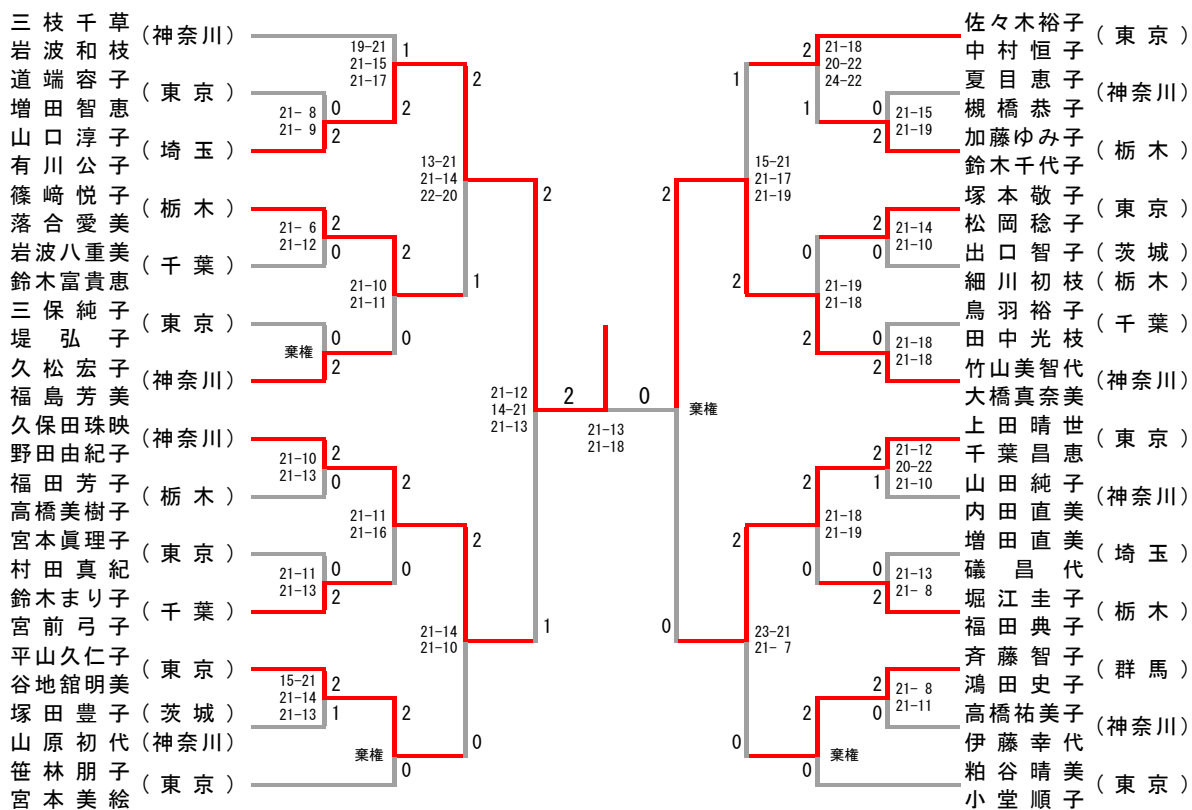 三枝千草
(神奈川)
岩波和枝
道端容子
(東京)
増田智恵
山口淳子
(埼玉)
有川公子
篠﨑悦子
(栃木)
落合愛美
岩波八重美
(千葉)
鈴木富貴恵
三保純子
(東京)
堤弘子
久松宏子
(神奈川)
福島芳美
久保田珠映
(神奈川)
野田由紀子
福田芳子
(栃木)
高橋美樹子
宮本眞理子
(東京)
村田真紀
鈴木まり子
(千葉)
宮前弓子
平山久仁子
(東京)
谷地舘明美
塚田豊子(茨城)
山原初代(神奈川)
笹林朋子
(東京)
宮本美絵
19-21
21-15
21-17
1
2
21- 8
21- 9
0
2
21- 6
21-12
2
0
21-10
21-11
2
0
棄権
0
2
13-21
21-14
22-20
2
1
21-10
21-13
2
0
21-11
21-16
2
0
21-11
21-13
0
2
15-21
21-14
21-13
2
1
棄権
2
0
21-14
21-10
2
0
21-12
14-21
21-13
2
1
2
0
21-13
21-18
佐々木裕子
(東京)
中村恒子
夏目恵子
(神奈川)
槻橋恭子
加藤ゆみ子
(栃木)
鈴木千代子
塚本敬子
(東京)
松岡稔子
出口智子(茨城)
細川初枝(栃木)
鳥羽裕子
(千葉)
田中光枝
竹山美智代
(神奈川)
大橋真奈美
上田晴世
(東京)
千葉昌恵
山田純子
(神奈川)
内田直美
増田直美
(埼玉)
礒昌代
堀江圭子
(栃木)
福田典子
斉藤智子
(群馬)
鴻田史子
高橋祐美子
(神奈川)
伊藤幸代
粕谷晴美
(東京)
小堂順子
2
1
21-18
20-22
24-22
0
2
21-15
21-19
1
2
15-21
21-17
21-19
2
0
21-14
21-10
0
2
21-19
21-18
0
2
21-18
21-18
2
0
棄権
2
1
21-12
20-22
21-10
2
0
21-18
21-19
0
2
21-13
21- 8
2
0
23-21
21- 7
2
0
21- 8
21-11
2
0
棄権